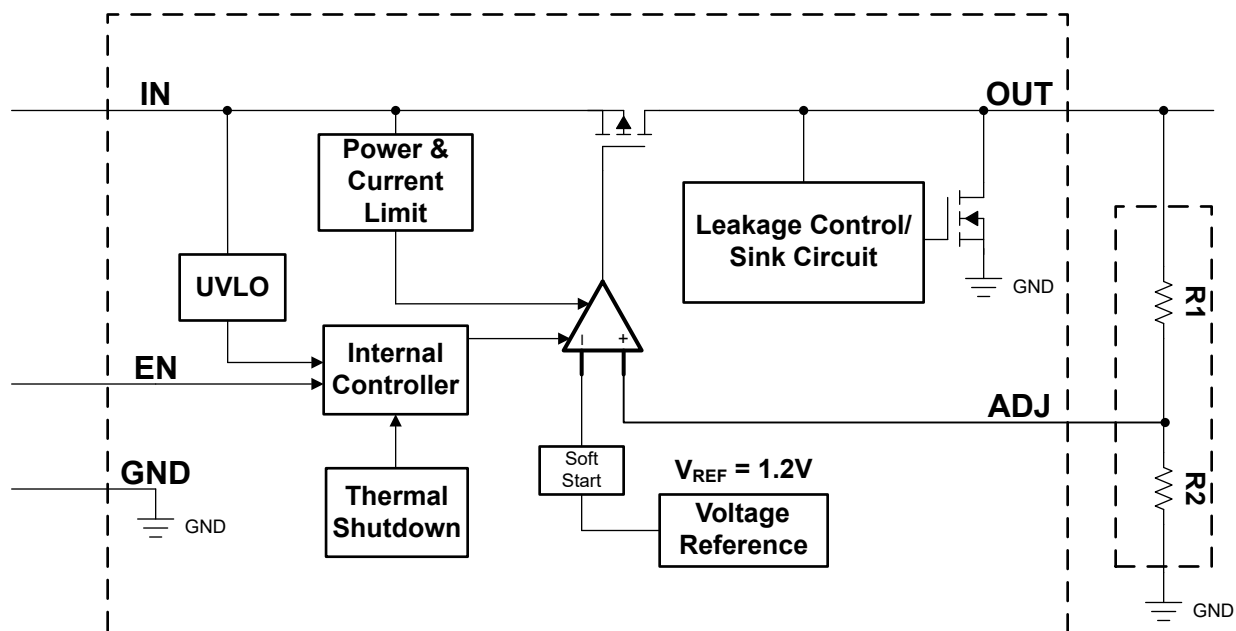 IN
OUT
Power &
Current
Limit
Leakage Control/
Sink Circuit
GND
R1
UVLO
Internal
Controller
EN
- +
ADJ
GND
GND
Soft
Start
VREF = 1.2V
Thermal
Shutdown
Voltage
Reference
R2
GND